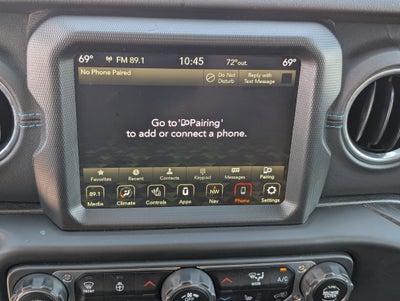 69° FM 89.1 10:45 72°out. 69°
No Phone Paired
Do Not Disturb
Reply with Text Message
Go to 'Pairing'
to add or connect a phone.
Favorites Recent Contacts Keypad Messages Pairing
89.1 NW
Media Climate Controls Apps Nav Phone Settings
A/C